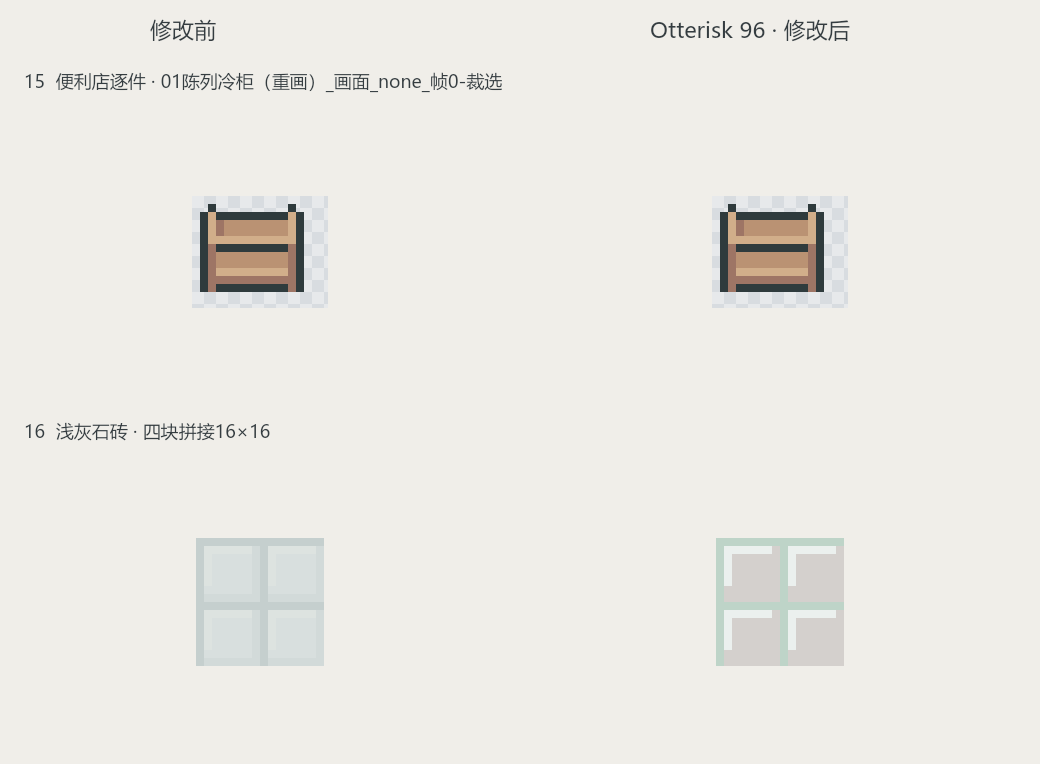 修改前
Otterisk 96 · 修改后
15 便利店逐件 · 01陈列冷柜（重画）_画面_none_帧0-裁选
16 浅灰石砖 · 四块拼接16×16